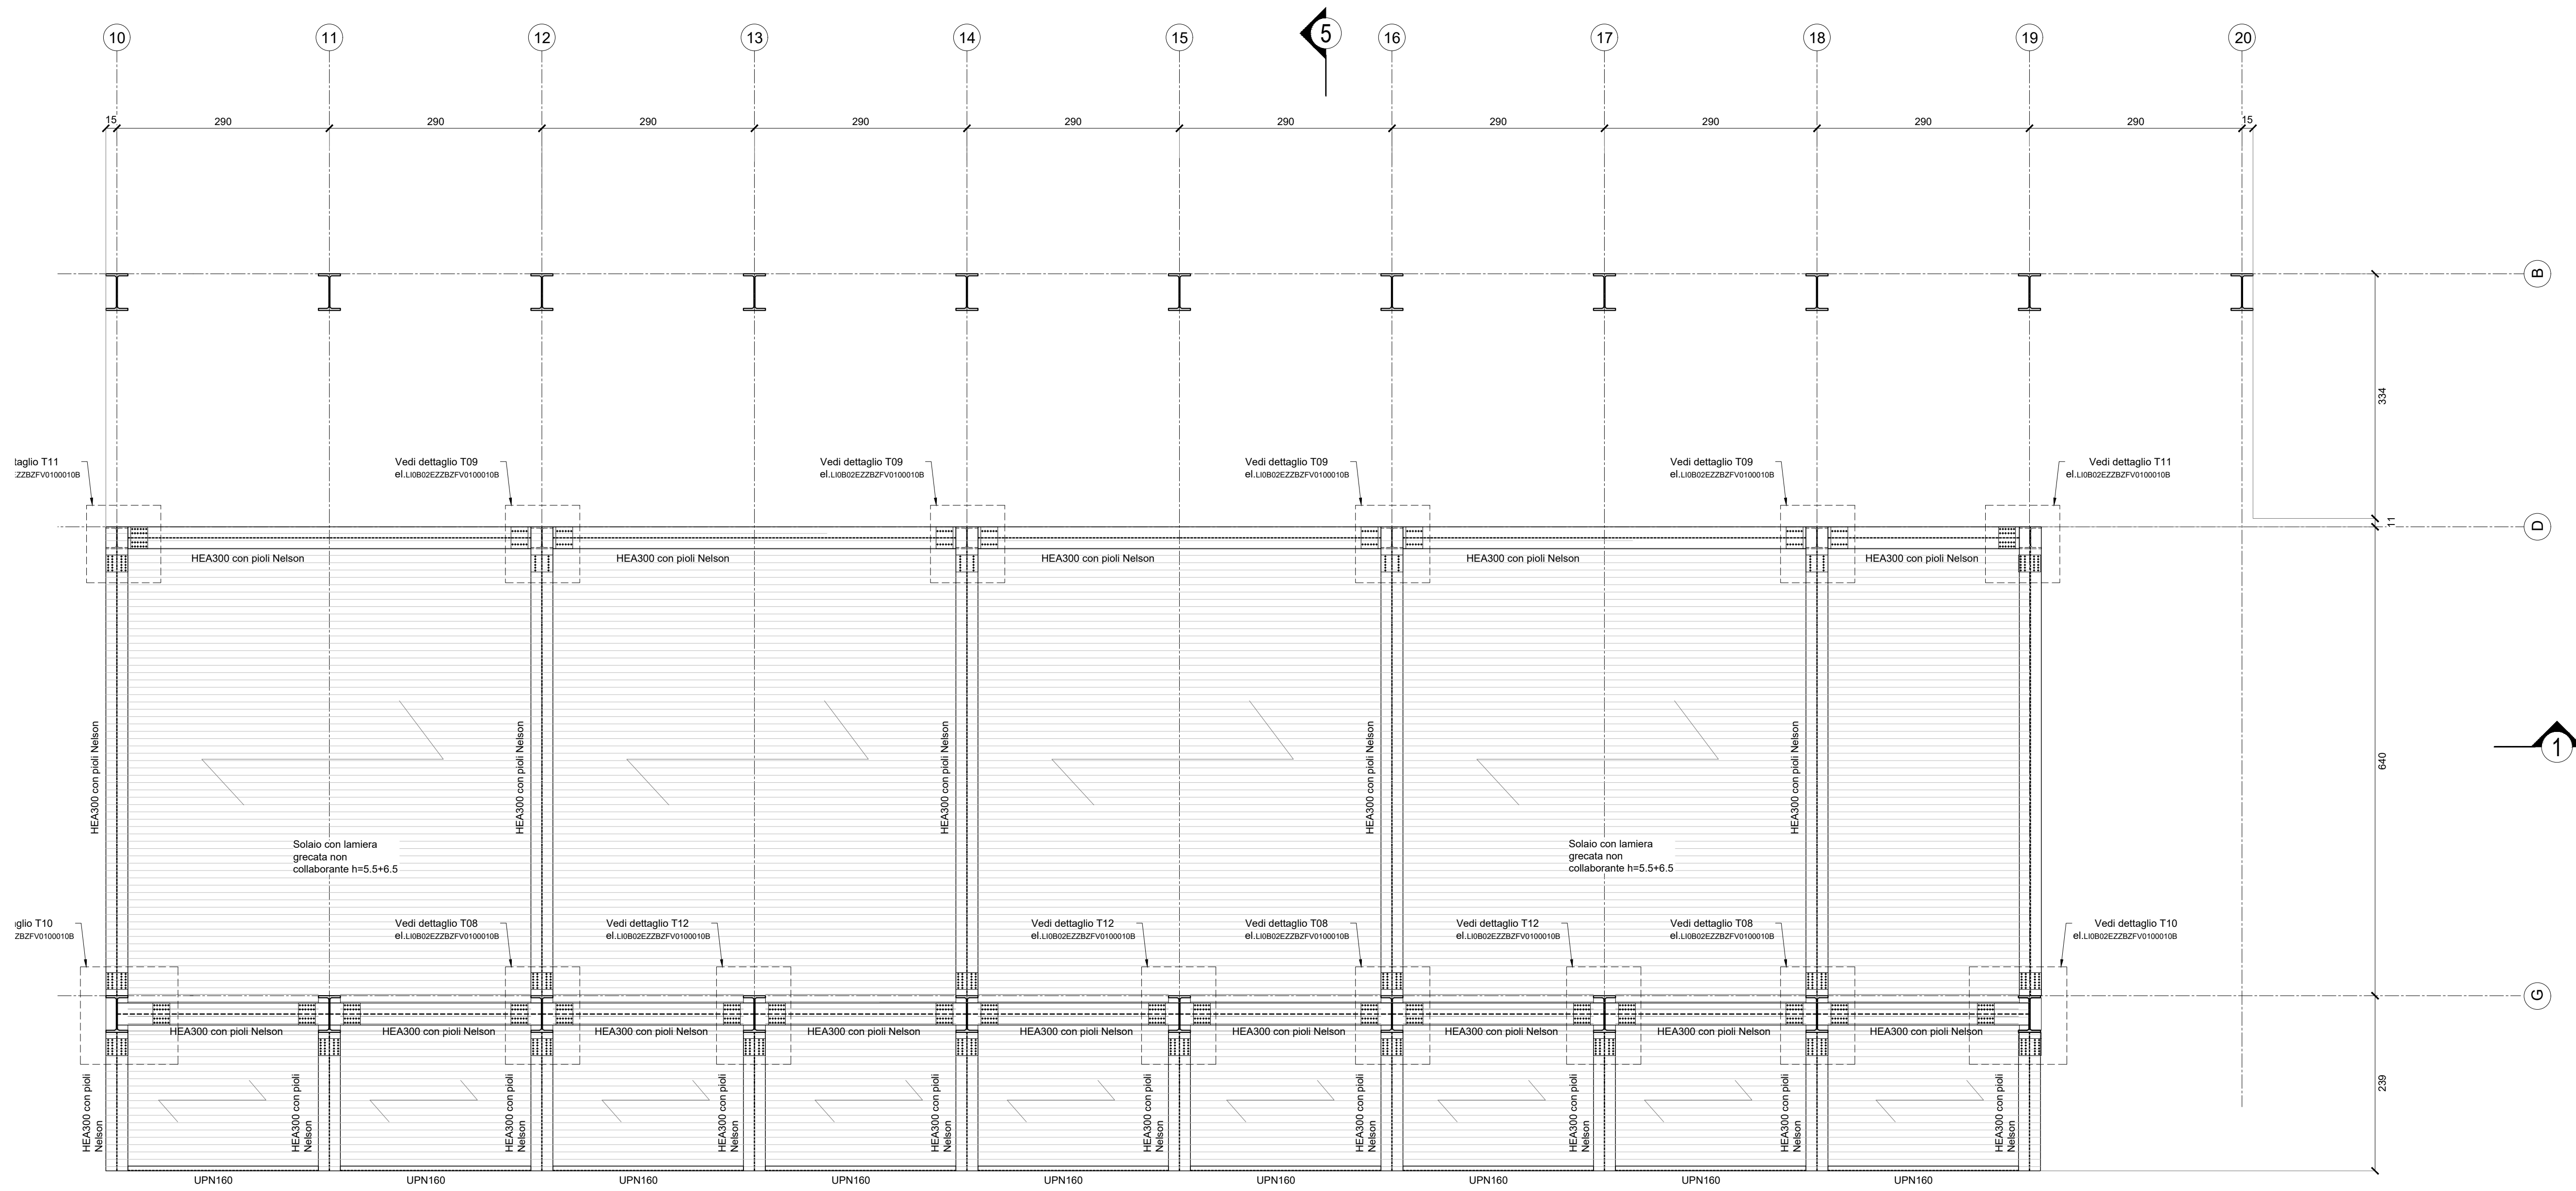 10 11 12 13 14 15 5 16 17 18 19 20
15 290 290 290 290 290 290 290 290 290 290 15
B
334
taglio T11
Vedi dettaglio T09
Vedi dettaglio T09
Vedi dettaglio T09
Vedi dettaglio T09
Vedi dettaglio T11
ZZBZFV0100010B
el.LI0B02EZZBZFV0100010B
el.LI0B02EZZBZFV0100010B
el.LI0B02EZZBZFV0100010B
el.LI0B02EZZBZFV0100010B
el.LI0B02EZZBZFV0100010B
11
D
HEA300 con pioli Nelson
HEA300 con pioli Nelson
HEA300 con pioli Nelson
HEA300 con pioli Nelson
HEA300 con pioli Nelson
HEA300 con pioli Nelson
HEA300 con pioli Nelson
HEA300 con pioli Nelson
HEA300 con pioli Nelson
HEA300 con pioli Nelson
1
640
Solaio con lamiera
grecata non
collaborante h=5.5+6.5
Solaio con lamiera
grecata non
collaborante h=5.5+6.5
glio T10
Vedi dettaglio T08
Vedi dettaglio T12
Vedi dettaglio T12
Vedi dettaglio T08
Vedi dettaglio T12
Vedi dettaglio T08
Vedi dettaglio T10
ZBZFV0100010B
el.LI0B02EZZBZFV0100010B
el.LI0B02EZZBZFV0100010B
el.LI0B02EZZBZFV0100010B
el.LI0B02EZZBZFV0100010B
el.LI0B02EZZBZFV0100010B
el.LI0B02EZZBZFV0100010B
el.LI0B02EZZBZFV0100010B
G
HEA300 con pioli Nelson
HEA300 con pioli Nelson
HEA300 con pioli Nelson
HEA300 con pioli Nelson
HEA300 con pioli Nelson
HEA300 con pioli Nelson
HEA300 con pioli Nelson
HEA300 con pioli Nelson
HEA300 con pioli Nelson
HEA300 con pioli
Nelson
HEA300 con pioli
Nelson
HEA300 con pioli
Nelson
HEA300 con pioli
Nelson
HEA300 con pioli
Nelson
HEA300 con pioli
Nelson
HEA300 con pioli
Nelson
HEA300 con pioli
Nelson
HEA300 con pioli
Nelson
HEA300 con pioli
Nelson
239
UPN160 UPN160 UPN160 UPN160 UPN160 UPN160 UPN160 UPN160 UPN160